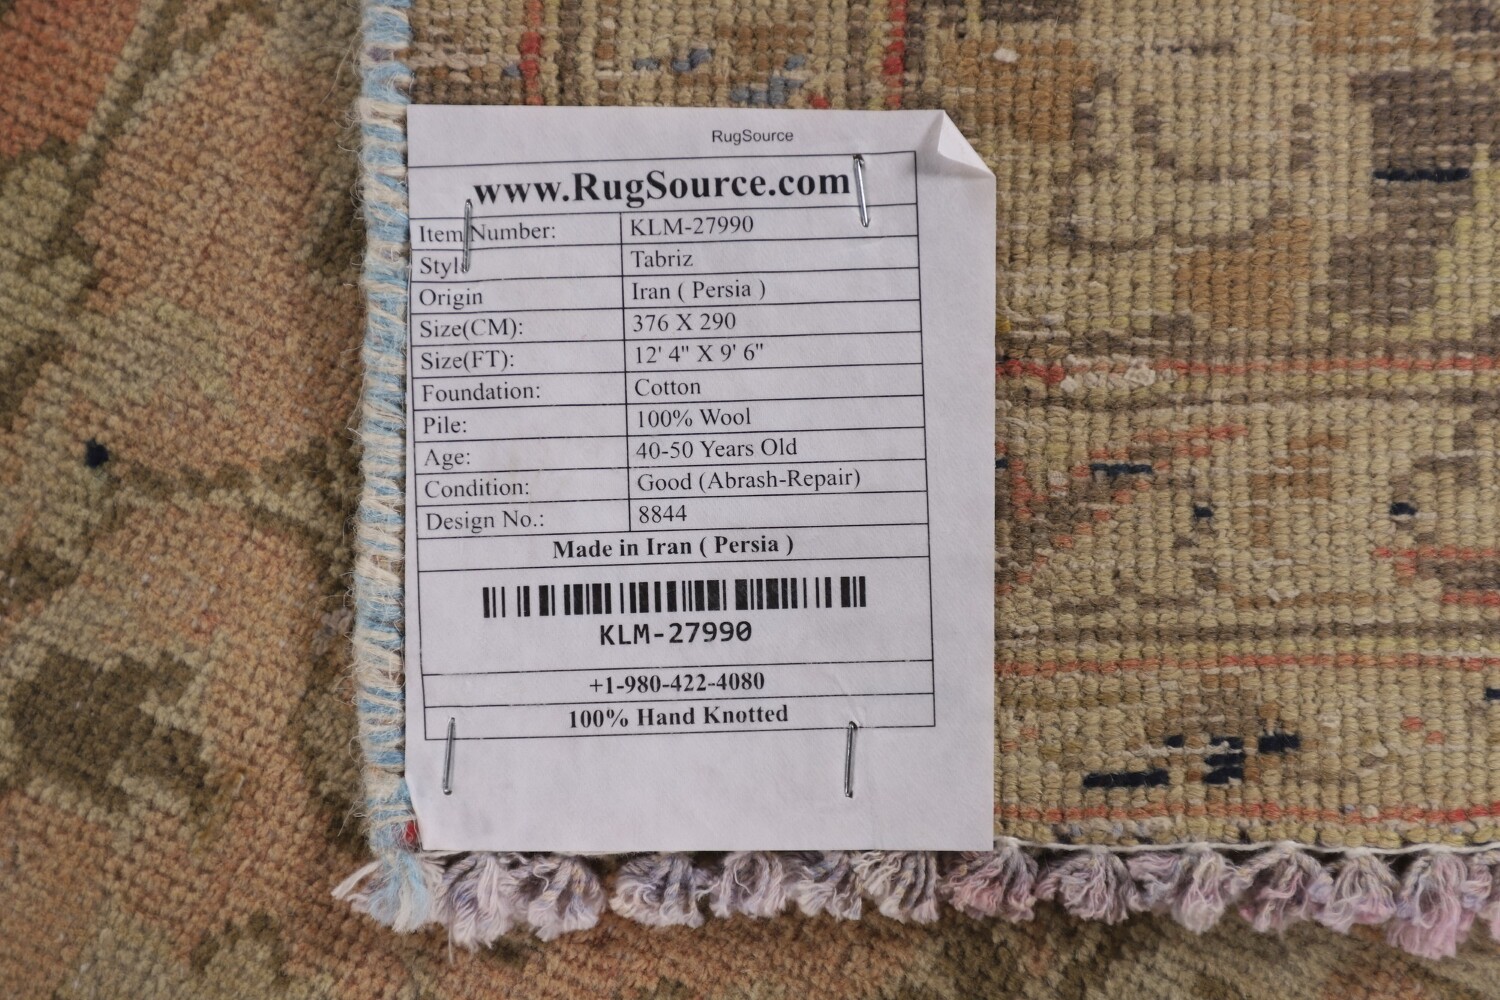 RugSource
www.RugSource.com
Item Number: KLM-27990
Style Tabriz
Origin Iran ( Persia )
Size(CM): 376 X 290
Size(FT): 12' 4" X 9' 6"
Foundation: Cotton
Pile: 100% Wool
Age: 40-50 Years Old
Condition: Good (Abrash-Repair)
Design No.: 8844
Made in Iran ( Persia )
KLM-27990
+1-980-422-4080
100% Hand Knotted